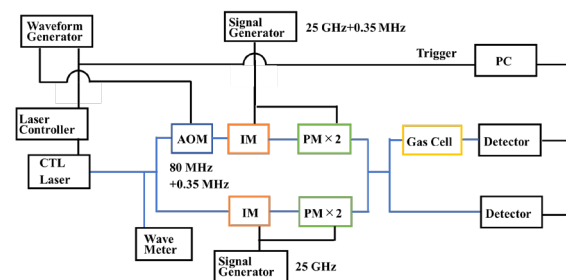 Waveform
Generator
Signal
Generator
25 GHz+0.35 MHz
Trigger
PC
Laser
Controller
CTL
Laser
AOM
IM
PM×2
Gas Cell
Detector
80 MHz
+0.35 MHz
IM
PM×2
Detector
Wave
Meter
Signal
Generator
25 GHz